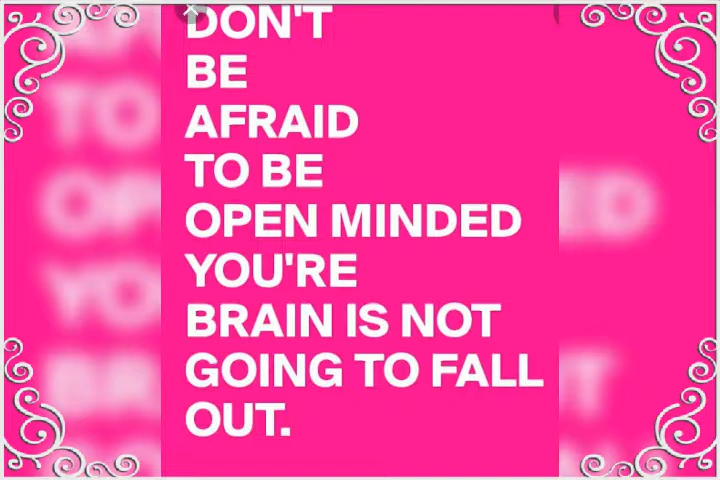 DON'T
BE
AFRAID
TO BE
OPEN MINDED
YOU'RE
BRAIN IS NOT
GOING TO FALL
OUT.